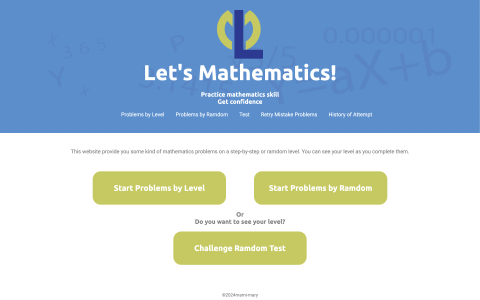 Let's Mathematics!
Practice mathematics skill
Get confidence
Problems by Level Problems by Ramdom Test Retry Mistake Problems History of Attempt
This website provide you some kind of mathematics problems on a step-by-step or ramdom level. You can see your level as you complete them.
Start Problems by Level Start Problems by Ramdom
Or
Do you want to see your level?
Challenge Ramdom Test
©2024mami-mary